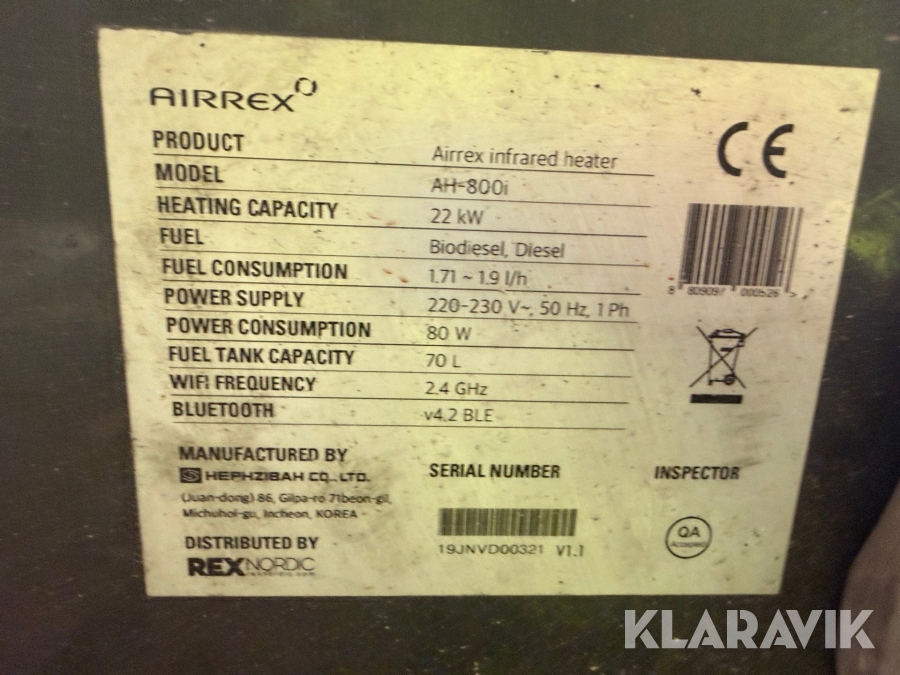 AIRREX
PRODUCT Airrex infrared heater
MODEL AH-800i
HEATING CAPACITY 22 kW
FUEL Biodiesel, Diesel
FUEL CONSUMPTION 1.71 ~ 1.9 l/h
POWER SUPPLY 220-230 V~, 50 Hz, 1 Ph
POWER CONSUMPTION 80 W
FUEL TANK CAPACITY 70 L
WIFI FREQUENCY 2.4 GHz
BLUETOOTH v4.2 BLE
CE
8 809097 000526 >
MANUFACTURED BY
HEPHZIBAH CO., LTD.
(Juan-dong) 86, Gilpa-ro 71beon-gil,
Michuhol-gu, Incheon, KOREA
DISTRIBUTED BY
REXNORDIC
SERIAL NUMBER
19JNVD00321 V1.1
INSPECTOR
QA
KLARAVIK